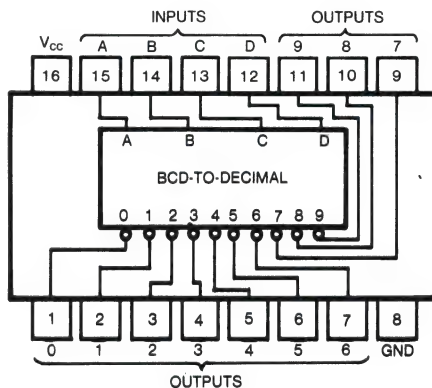 INPUTS OUTPUTS
Vcc A B C D 9 8 7
16 15 14 13 12 11 10 9
A B C D
BCD-TO-DECIMAL
0 1 2 3 4 5 6 7 8 9
1 2 3 4 5 6 7 8
0 1 2 3 4 5 6 GND
OUTPUTS